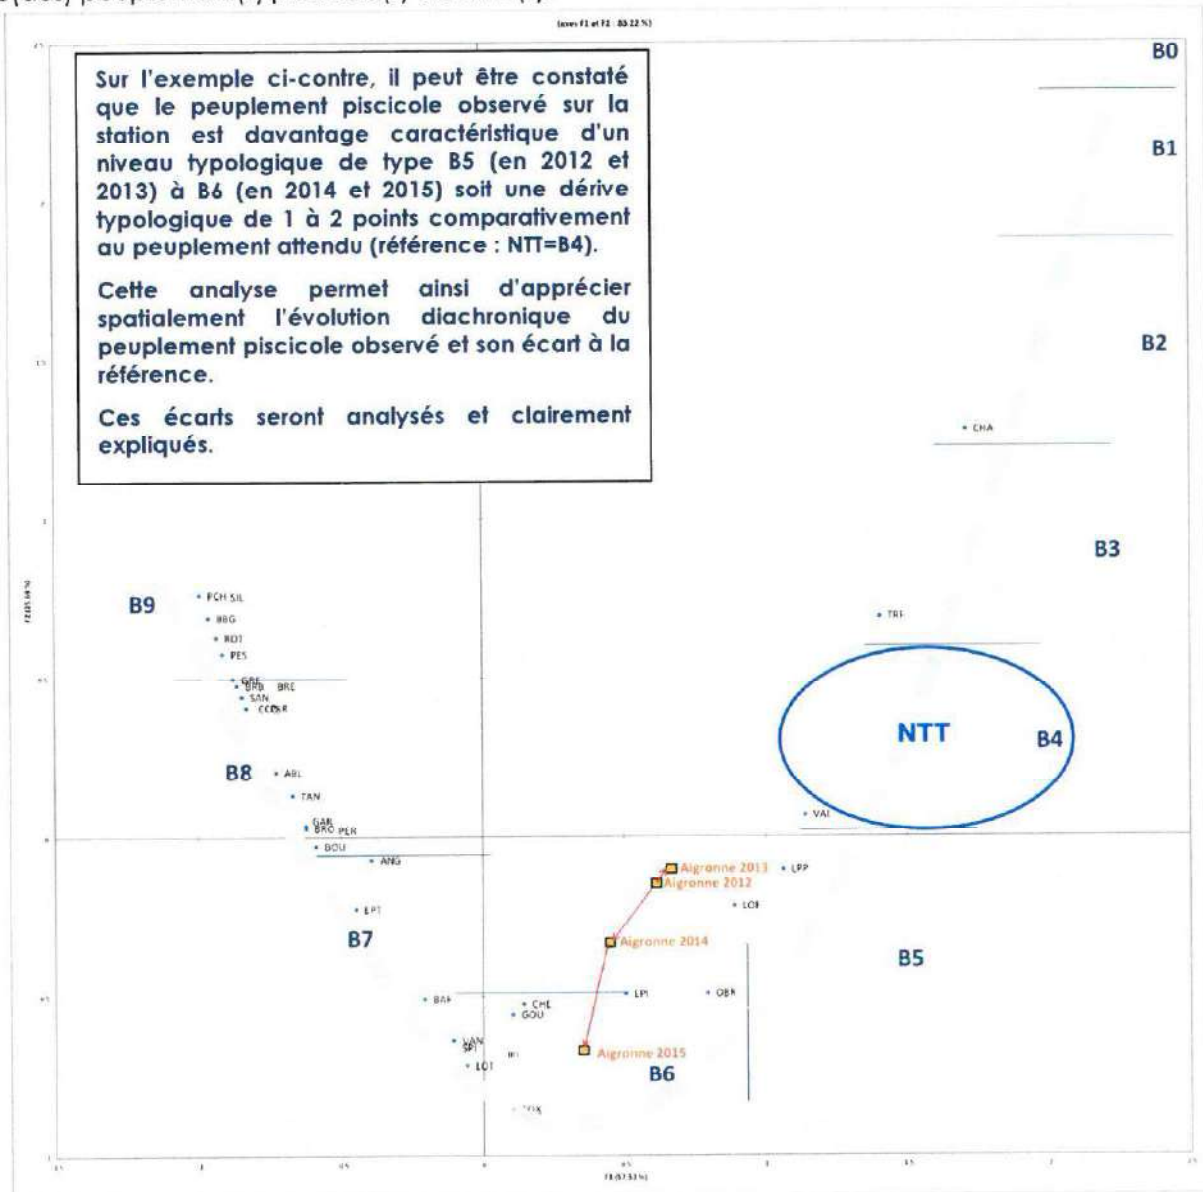 (axes F1 et F2 : 83.22 %)
Sur l'exemple ci-contre, il peut être constaté
que le peuplement piscicole observé sur la
station est davantage caractéristique d'un
niveau typologique de type B5 (en 2012 et
2013) à B6 (en 2014 et 2015) soit une dérive
typologique de 1 à 2 points comparativement
au peuplement attendu (référence : NTT=B4).
Cette analyse permet ainsi d'apprécier
spatialement l'évolution diachronique du
peuplement piscicole observé et son écart à la
référence.
Ces écarts seront analysés et clairement
expliqués.
B0
B1
B2
CHA
B3
B9
PCH SIL
BBG
ROT
PES
TRF
GRE
BRB BRE
SAN
NTT
B4
B8
ABL
TAN
VAI
GAR
BRO PER
BOU
ANG
Aigronne 2013
LPP
Aigronne 2012
LOF
EPT
B7
Aigronne 2014
B5
BAF
CHE
LPI
OBR
GOU
VAN
SPI
Aigronne 2015
LOT
B6